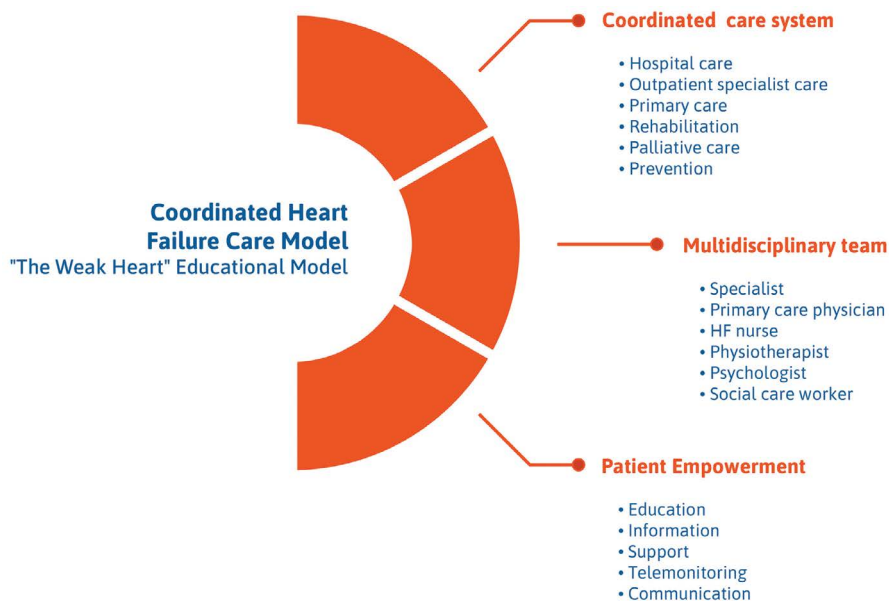 Coordinated Heart
Failure Care Model
"The Weak Heart" Educational Model
Coordinated care system
• Hospital care
• Outpatient specialist care
• Primary care
• Rehabilitation
• Palliative care
• Prevention
Multidisciplinary team
• Specialist
• Primary care physician
• HF nurse
• Physiotherapist
• Psychologist
• Social care worker
Patient Empowerment
• Education
• Information
• Support
• Telemonitoring
• Communication